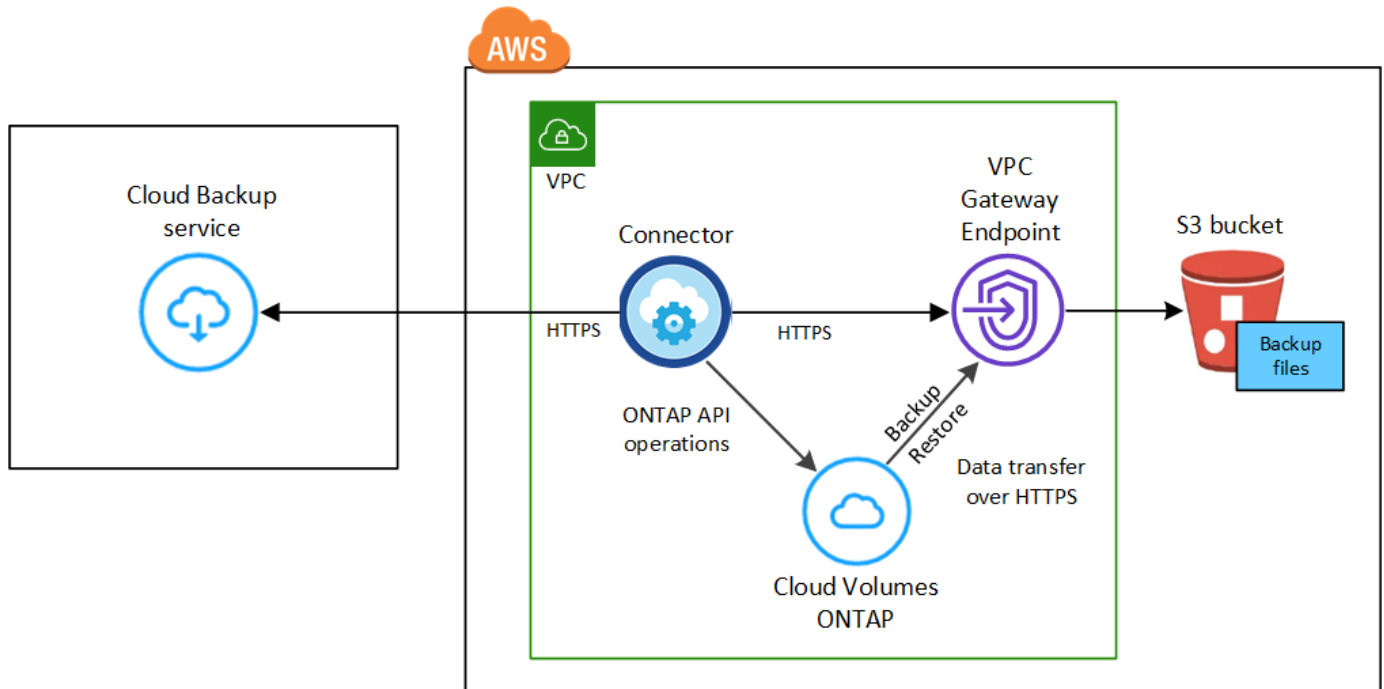 AWS
VPC
Cloud Backup
service
Connector
VPC
Gateway
Endpoint
S3 bucket
HTTPS
HTTPS
Backup
files
ONTAP API
operations
Backup
Restore
Data transfer
over HTTPS
Cloud Volumes
ONTAP